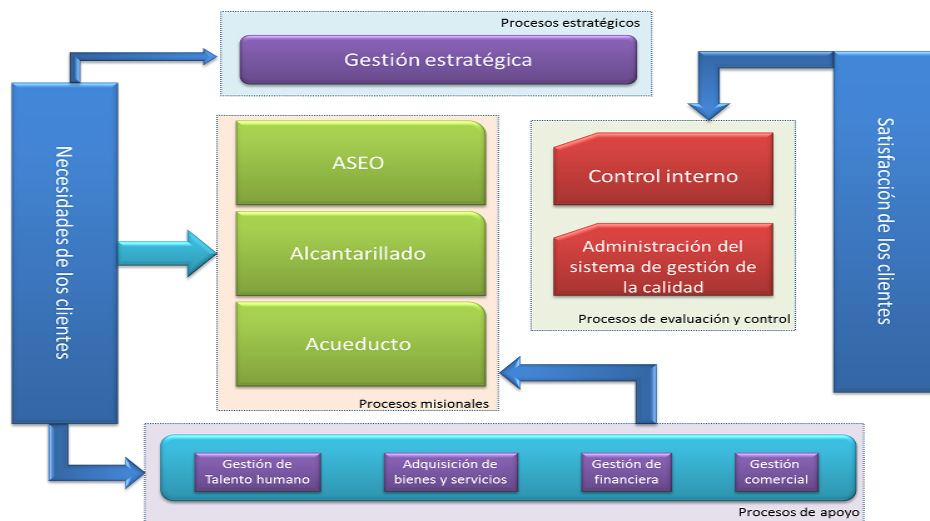 Procesos estratégicos
Gestión estratégica
Necesidades de los clientes
ASEO
Alcantarillado
Acueducto
Procesos misionales
Control interno
Administración del
sistema de gestión de
la calidad
Procesos de evaluación y control
Satisfacción de los clientes
Gestión de
Talento humano
Adquisición de
bienes y servicios
Gestión de
financiera
Gestión
comercial
Procesos de apoyo